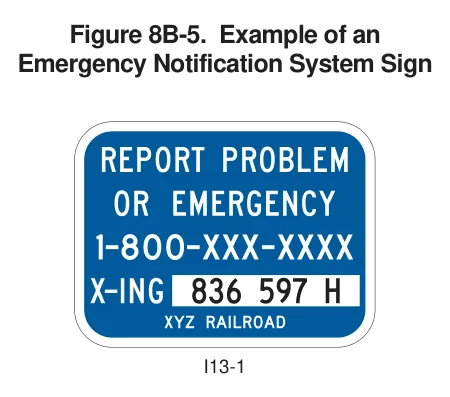 Figure 8B-5. Example of an
Emergency Notification System Sign
REPORT PROBLEM
OR EMERGENCY
1-800-XXX-XXXX
X-ING 836 597 H
XYZ RAILROAD
I13-1